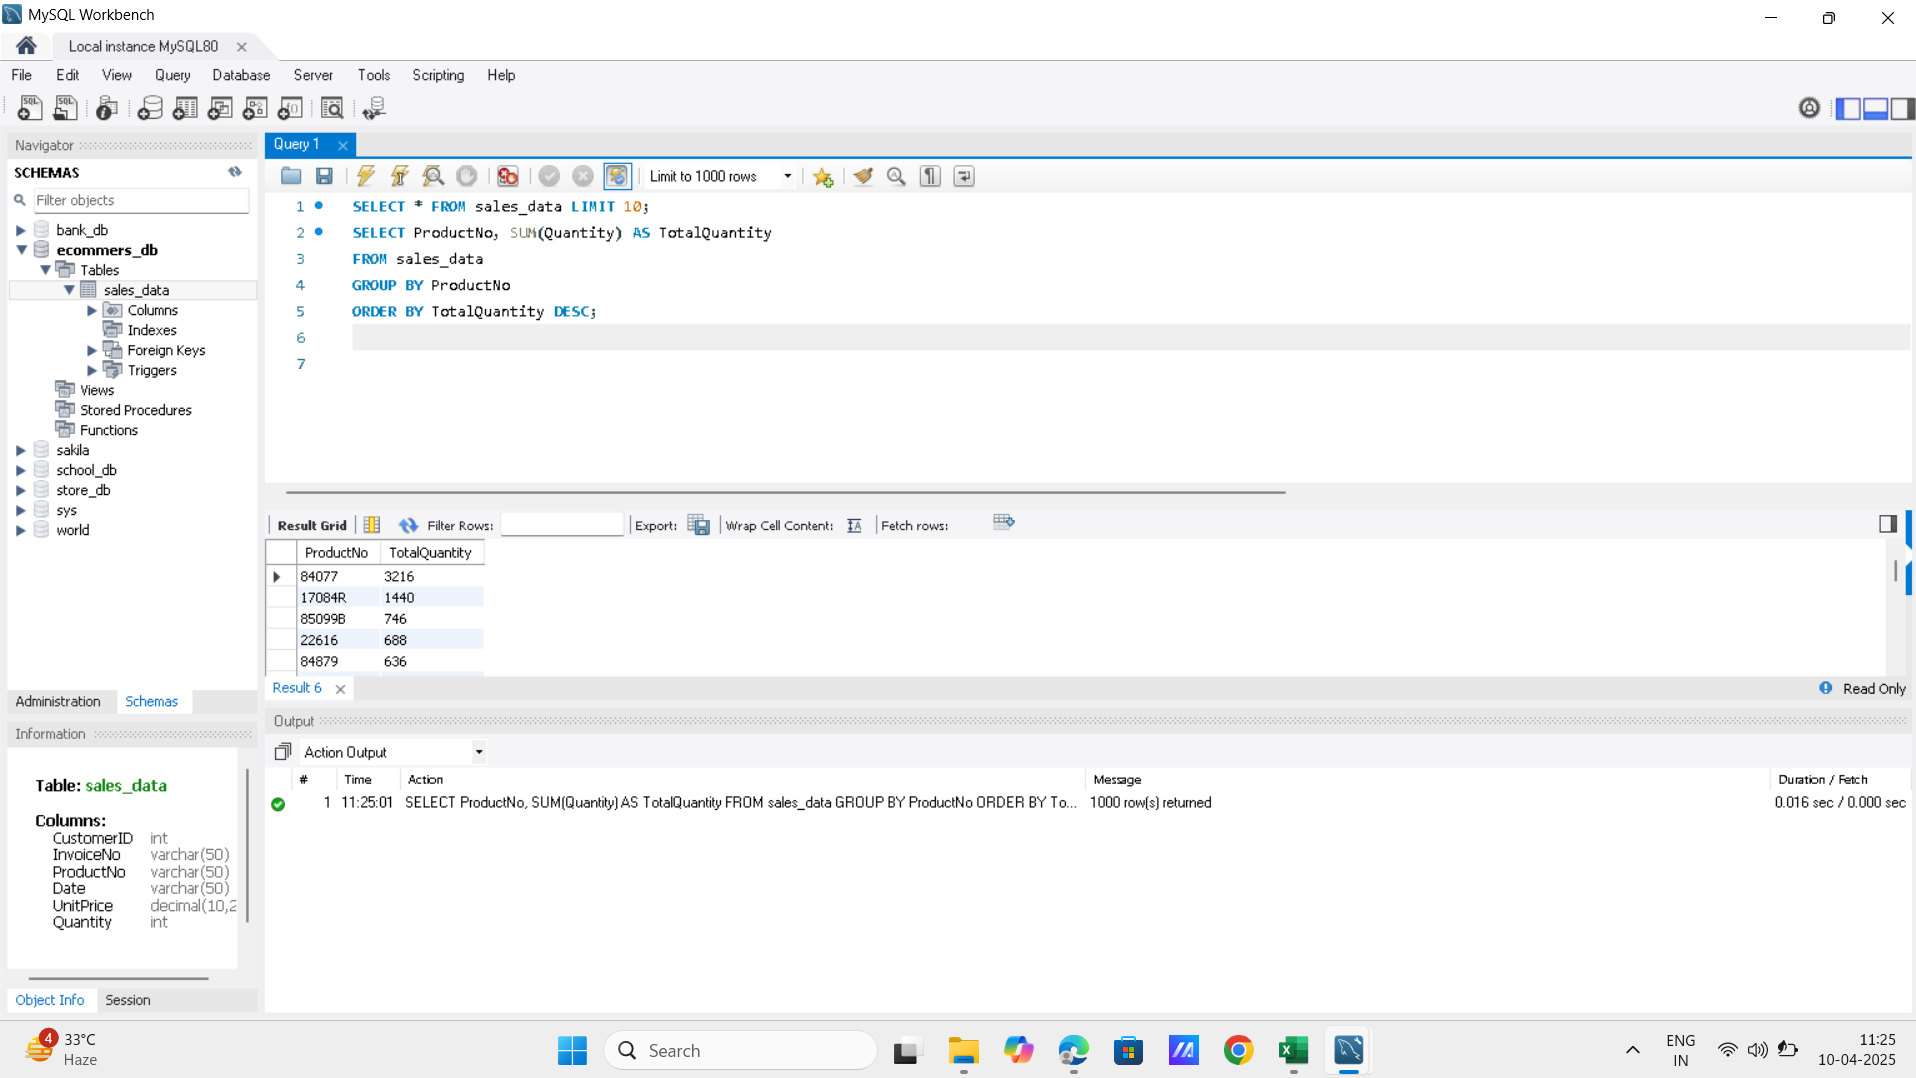 MySQL Workbench
Local instance MySQL80
File Edit View Query Database Server Tools Scripting Help
Navigator
SCHEMAS
Filter objects
bank_db
ecommers_db
Tables
sales_data
Columns
Indexes
Foreign Keys
Triggers
Views
Stored Procedures
Functions
sakila
school_db
store_db
sys
world
Administration Schemas
Information
Table: sales_data
Columns:
CustomerID int
InvoiceNo varchar(50)
ProductNo varchar(50)
Date varchar(50)
UnitPrice decimal(10,2
Quantity int
Object Info Session
Query 1
Limit to 1000 rows
1 SELECT * FROM sales_data LIMIT 10;
2 SELECT ProductNo, SUM(Quantity) AS TotalQuantity
3 FROM sales_data
4 GROUP BY ProductNo
5 ORDER BY TotalQuantity DESC;
6
7
Result Grid Filter Rows: Export: Wrap Cell Content: Fetch rows:
ProductNo TotalQuantity
84077 3216
17084R 1440
85099B 746
22616 688
84879 636
Result 6 Read Only
Output
Action Output
# Time Action Message Duration / Fetch
1 11:25:01 SELECT ProductNo, SUM(Quantity) AS TotalQuantity FROM sales_data GROUP BY ProductNo ORDER BY To... 1000 row(s) returned 0.016 sec / 0.000 sec
4 33°C
Haze
Search
ENG
IN
11:25
10-04-2025